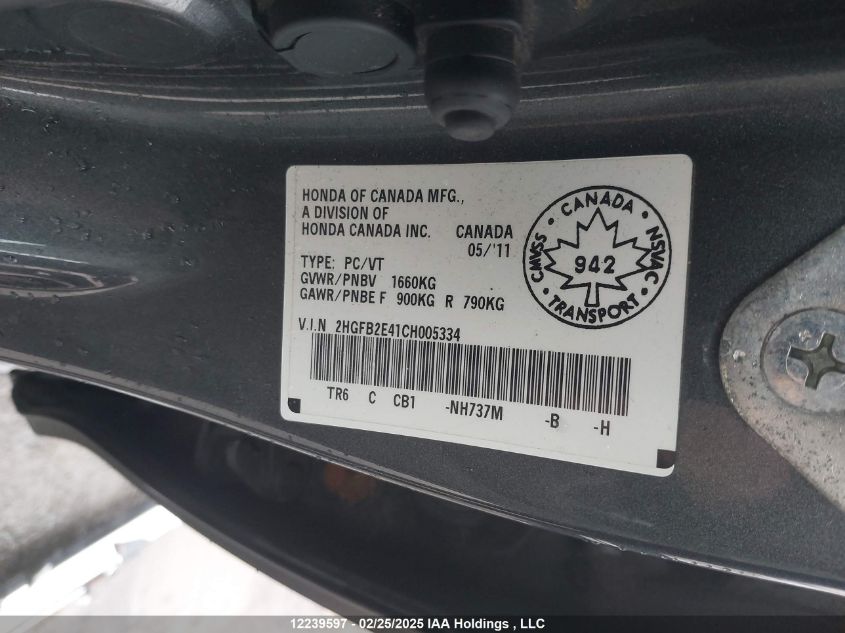 HONDA OF CANADA MFG.,
A DIVISION OF
HONDA CANADA INC. CANADA
05/'11
TYPE: PC/VT
GVWR/PNBV 1660KG
GAWR/PNBE F 900KG R 790KG
V.I.N 2HGFB2E41CH005334
TR6 C CB1 -NH737M -B -H
• CANADA •
CMVSS 942 NSVAC
• TRANSPORT •
12239597 - 02/25/2025 IAA Holdings , LLC